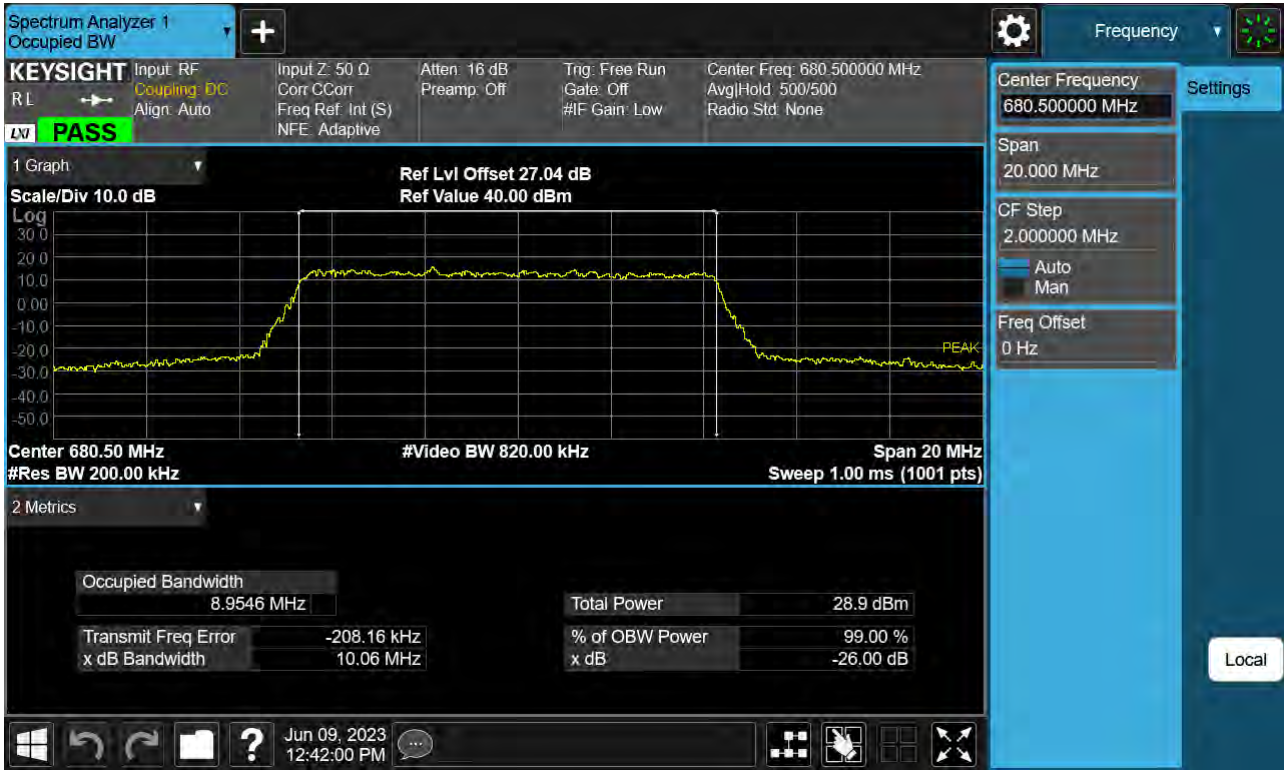 Spectrum Analyzer 1
Occupied BW
+
Frequency
KEYSIGHT
RL
LXI PASS
Input: RF
Coupling: DC
Align: Auto
Input Z: 50 Ω
Corr CCorr
Freq Ref: Int (S)
NFE: Adaptive
Atten: 16 dB
Preamp: Off
Trig: Free Run
Gate: Off
#IF Gain: Low
Center Freq: 680.500000 MHz
Avg|Hold: 500/500
Radio Std: None
Center Frequency
680.500000 MHz
Settings
Span
20.000 MHz
CF Step
2.000000 MHz
Auto
Man
Freq Offset
0 Hz
Local
1 Graph
Scale/Div 10.0 dB
Ref Lvl Offset 27.04 dB
Ref Value 40.00 dBm
Log
30.0
20.0
10.0
0.00
-10.0
-20.0
-30.0
-40.0
-50.0
PEAK
Center 680.50 MHz
#Video BW 820.00 kHz
Span 20 MHz
#Res BW 200.00 kHz
Sweep 1.00 ms (1001 pts)
2 Metrics
Occupied Bandwidth
8.9546 MHz
Total Power 28.9 dBm
Transmit Freq Error -208.16 kHz
% of OBW Power 99.00 %
x dB Bandwidth 10.06 MHz
x dB -26.00 dB
?
Jun 09, 2023
12:42:00 PM